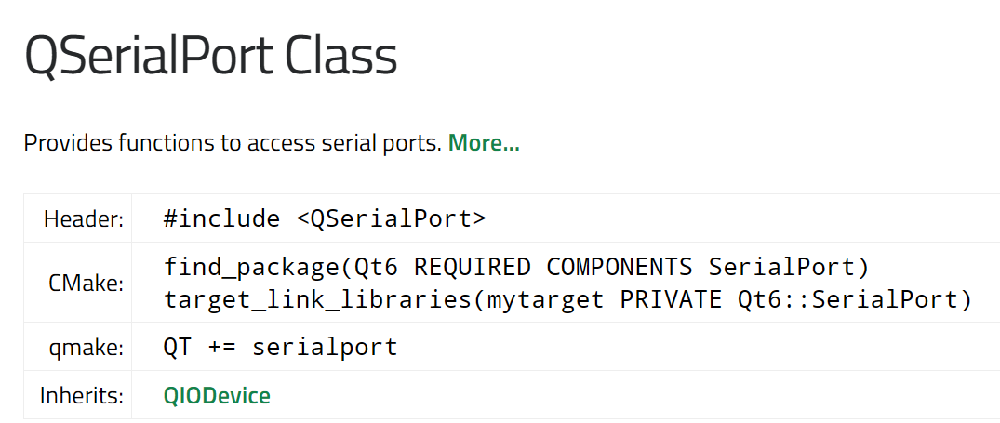 QSerialPort Class
Provides functions to access serial ports. More...
Header: #include <QSerialPort>
CMake: find_package(Qt6 REQUIRED COMPONENTS SerialPort)
target_link_libraries(mytarget PRIVATE Qt6::SerialPort)
qmake: QT += serialport
Inherits: QIODevice